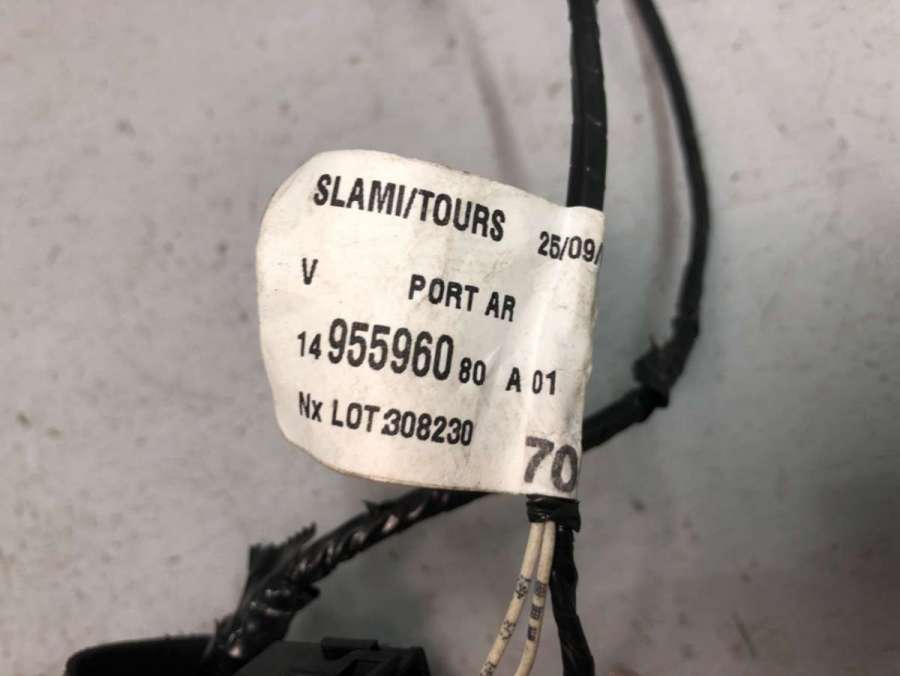 SLAMI/TOURS 25/09/
V PORT AR
14 955960 80 A 01
Nx LOT:308230
70